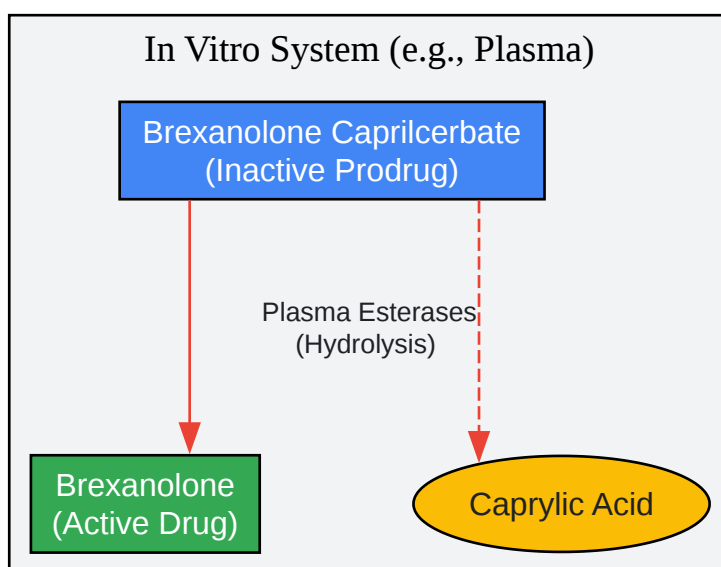 In Vitro System (e.g., Plasma)
Brexanolone Caprilcerbate
(Inactive Prodrug)
Plasma Esterases
(Hydrolysis)
Brexanolone
(Active Drug)
Caprylic Acid